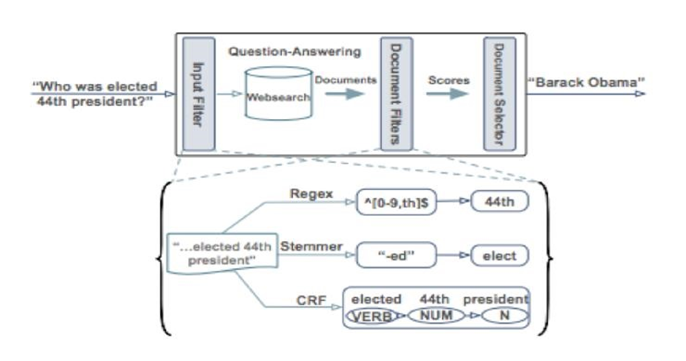 Question-Answering
"Who was elected
44th president?"
Input Filter
Websearch
Documents
Document Filters
Scores
Document Selector
"Barack Obama"
Regex
^[0-9,th]$
44th
"...elected 44th
president"
Stemmer
"-ed"
elect
CRF
elected 44th president
VERB NUM N